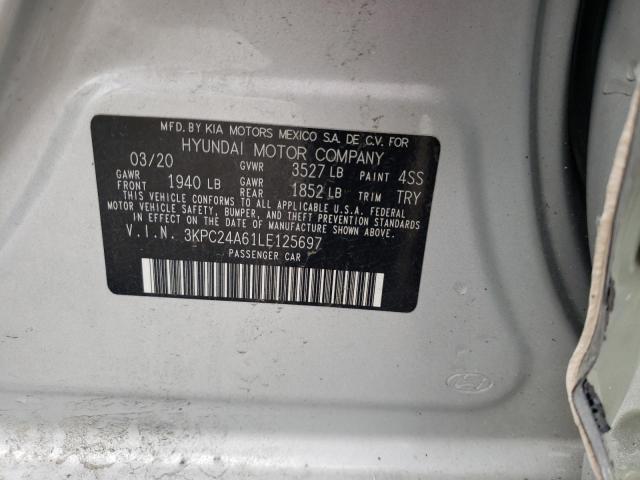 MFD. BY KIA MOTORS MEXICO S.A. DE C.V. FOR
HYUNDAI MOTOR COMPANY
03/20 GVWR 3527 LB PAINT 4SS
GAWR FRONT 1940 LB GAWR REAR 1852 LB TRIM TRY
THIS VEHICLE CONFORMS TO ALL APPLICABLE U.S.A. FEDERAL
MOTOR VEHICLE SAFETY, BUMPER, AND THEFT PREVENTION STANDARDS
IN EFFECT ON THE DATE OF MANUFACTURE SHOWN ABOVE.
V.I.N. 3KPC24A61LE125697
PASSENGER CAR